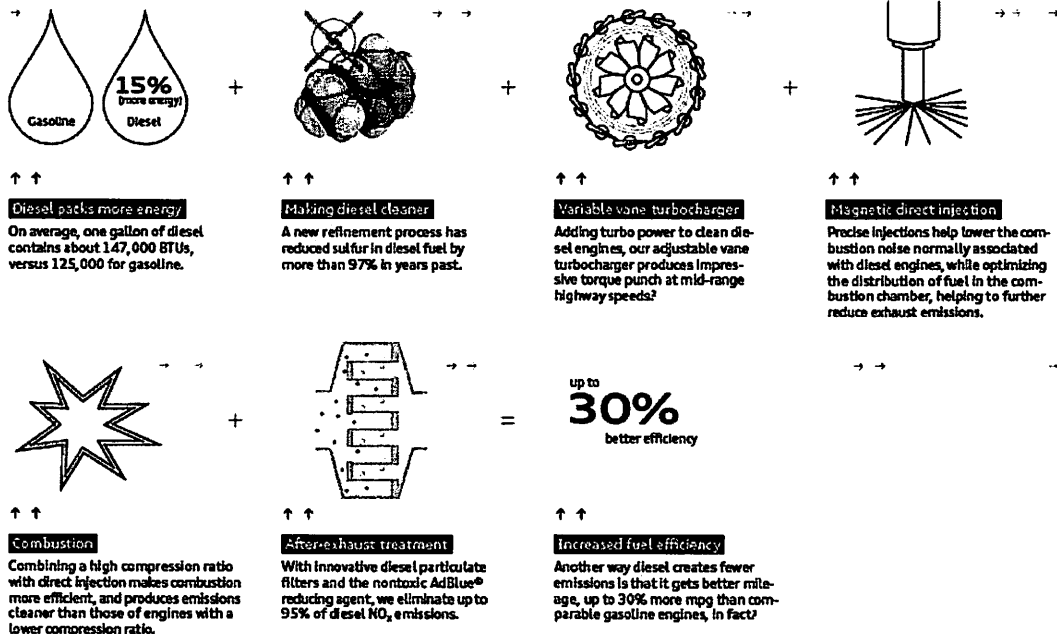 15%
(more energy)
Gasoline
Diesel
+
+
+
Diesel packs more energy
On average, one gallon of diesel
contains about 147,000 BTUs,
versus 125,000 for gasoline.
Making diesel cleaner
A new refinement process has
reduced sulfur in diesel fuel by
more than 97% in years past.
Variable vane turbocharger
Adding turbo power to clean die-
sel engines, our adjustable vane
turbocharger produces impres-
sive torque punch at mid-range
highway speeds.²
Magnetic direct injection
Precise injections help lower the com-
bustion noise normally associated
with diesel engines, while optimizing
the distribution of fuel in the com-
bustion chamber, helping to further
reduce exhaust emissions.
+
=
up to
30%
better efficiency
Combustion
Combining a high compression ratio
with direct injection makes combustion
more efficient, and produces emissions
cleaner than those of engines with a
lower compression ratio.
After-exhaust treatment
With innovative diesel particulate
filters and the nontoxic AdBlue®
reducing agent, we eliminate up to
95% of diesel NOₓ emissions.
Increased fuel efficiency
Another way diesel creates fewer
emissions is that it gets better mile-
age, up to 30% more mpg than com-
parable gasoline engines, in fact.